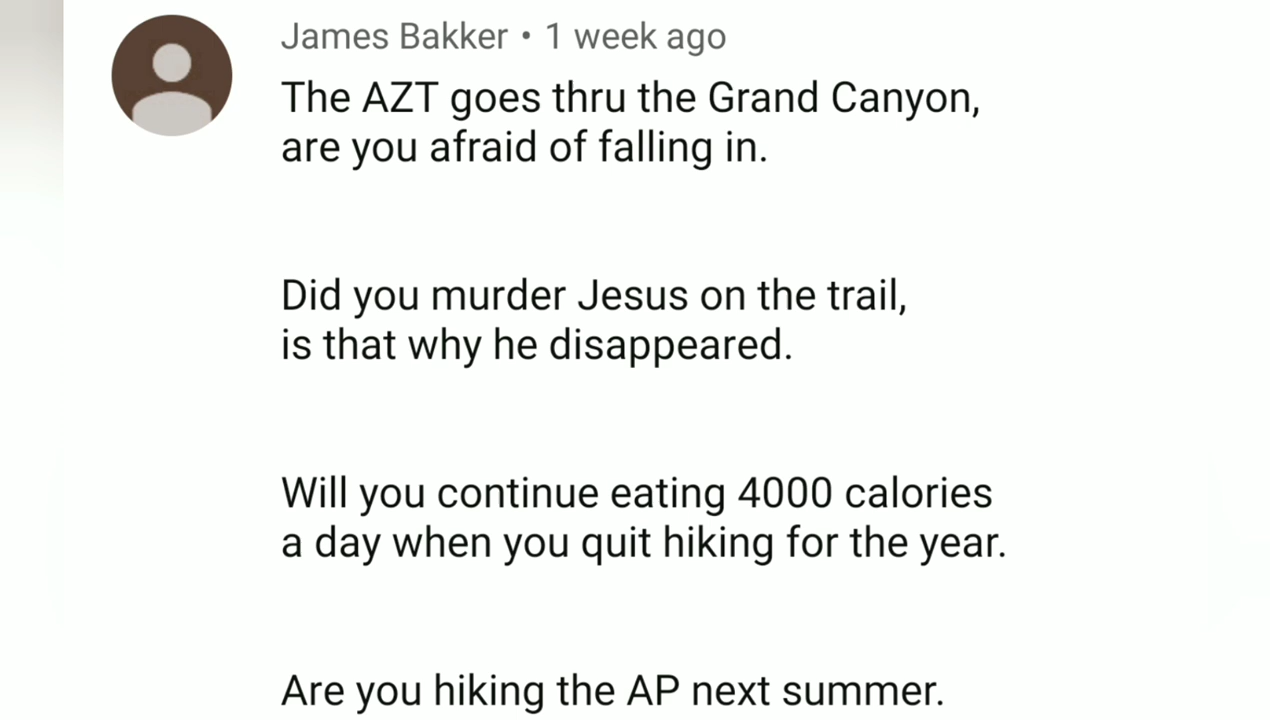 James Bakker • 1 week ago
The AZT goes thru the Grand Canyon,
are you afraid of falling in.
Did you murder Jesus on the trail,
is that why he disappeared.
Will you continue eating 4000 calories
a day when you quit hiking for the year.
Are you hiking the AP next summer.